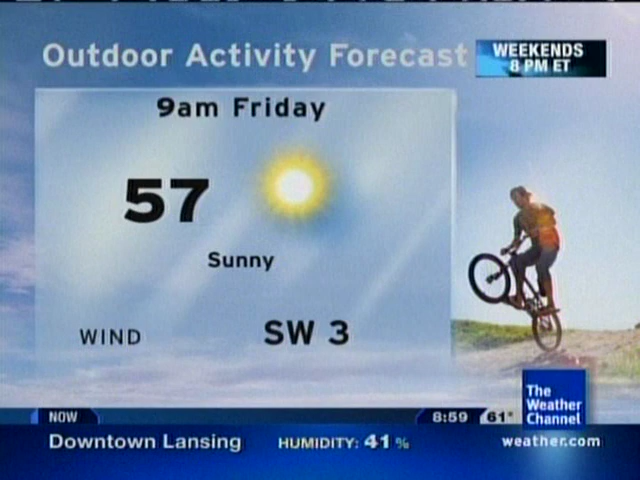 Outdoor Activity Forecast
WEEKENDS
8 PM ET
9am Friday
57
Sunny
WIND SW 3
The
Weather
Channel
NOW 8:59 61°
Downtown Lansing HUMIDITY: 41 % weather.com